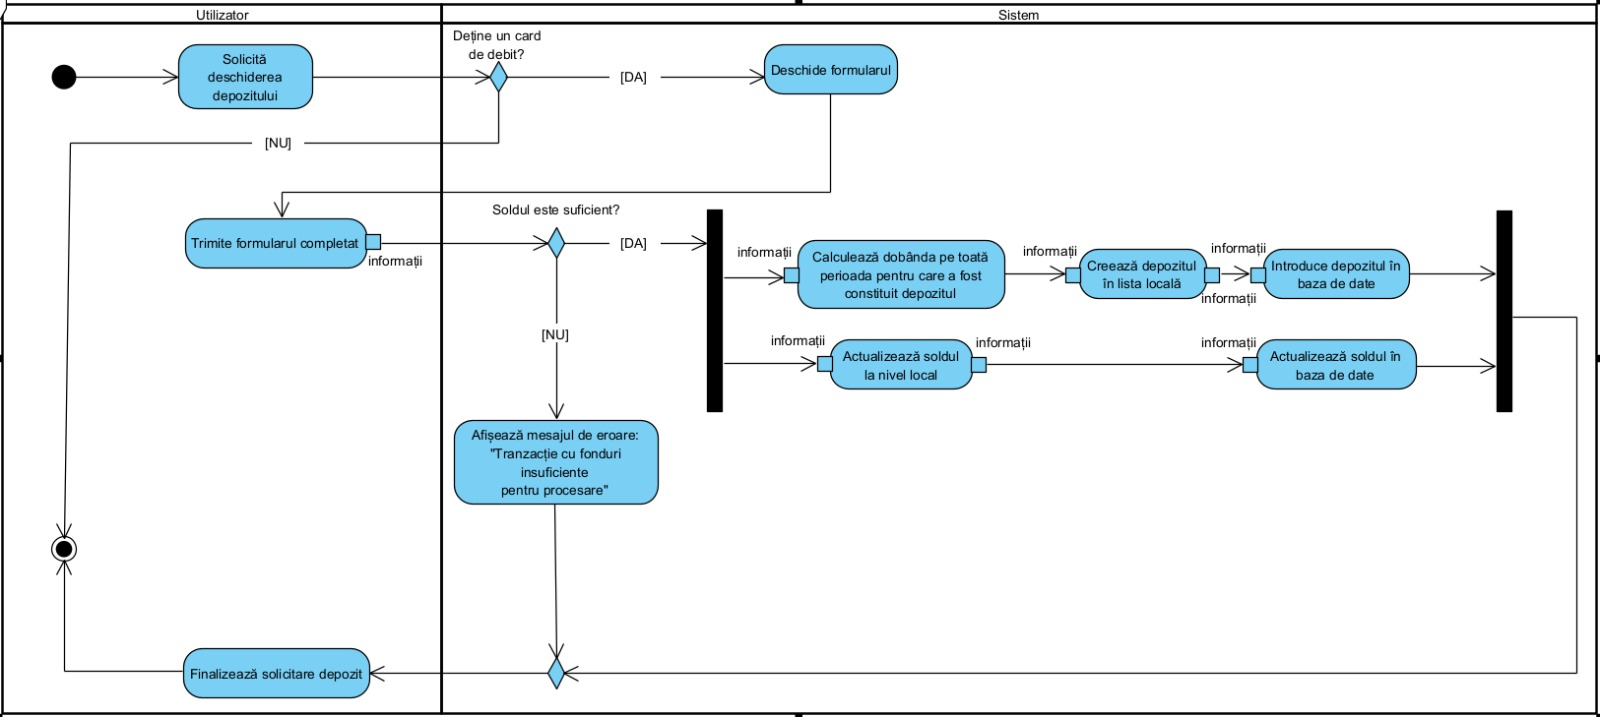 Utilizator
Sistem
Deține un card
de debit?
Solicită
deschiderea
depozitului
[DA]
Deschide formularul
[NU]
Soldul este suficient?
Trimite formularul completat
informații
[DA]
informații
Calculează dobânda pe toată
perioada pentru care a fost
constituit depozitul
informații
Creează depozitul
în lista locală
informații
informații
Introduce depozitul în
baza de date
[NU]
informații
Actualizează soldul
la nivel local
informații
informații
Actualizează soldul în
baza de date
Afișează mesajul de eroare:
"Tranzacție cu fonduri
insuficiente
pentru procesare"
Finalizează solicitare depozit